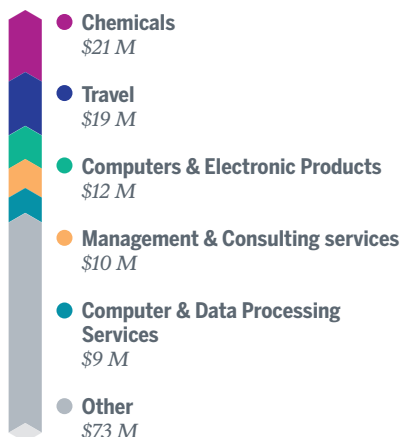 Chemicals
$21 M
Travel
$19 M
Computers & Electronic Products
$12 M
Management & Consulting services
$10 M
Computer & Data Processing
Services
$9 M
Other
$73 M